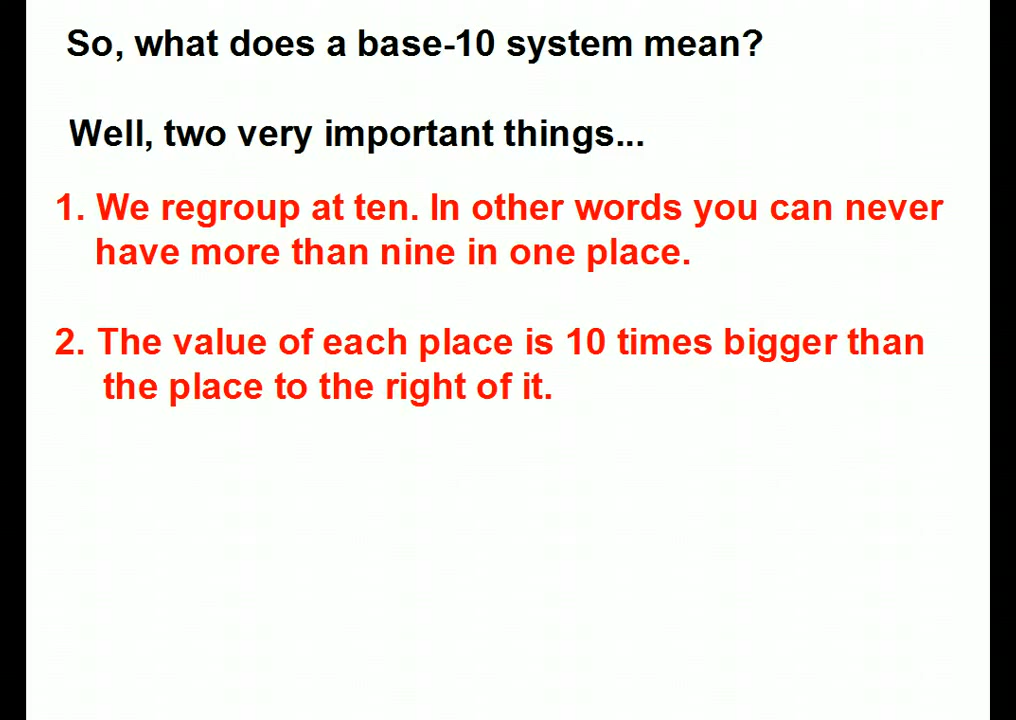 So, what does a base-10 system mean?
Well, two very important things...
1. We regroup at ten. In other words you can never
have more than nine in one place.
2. The value of each place is 10 times bigger than
the place to the right of it.